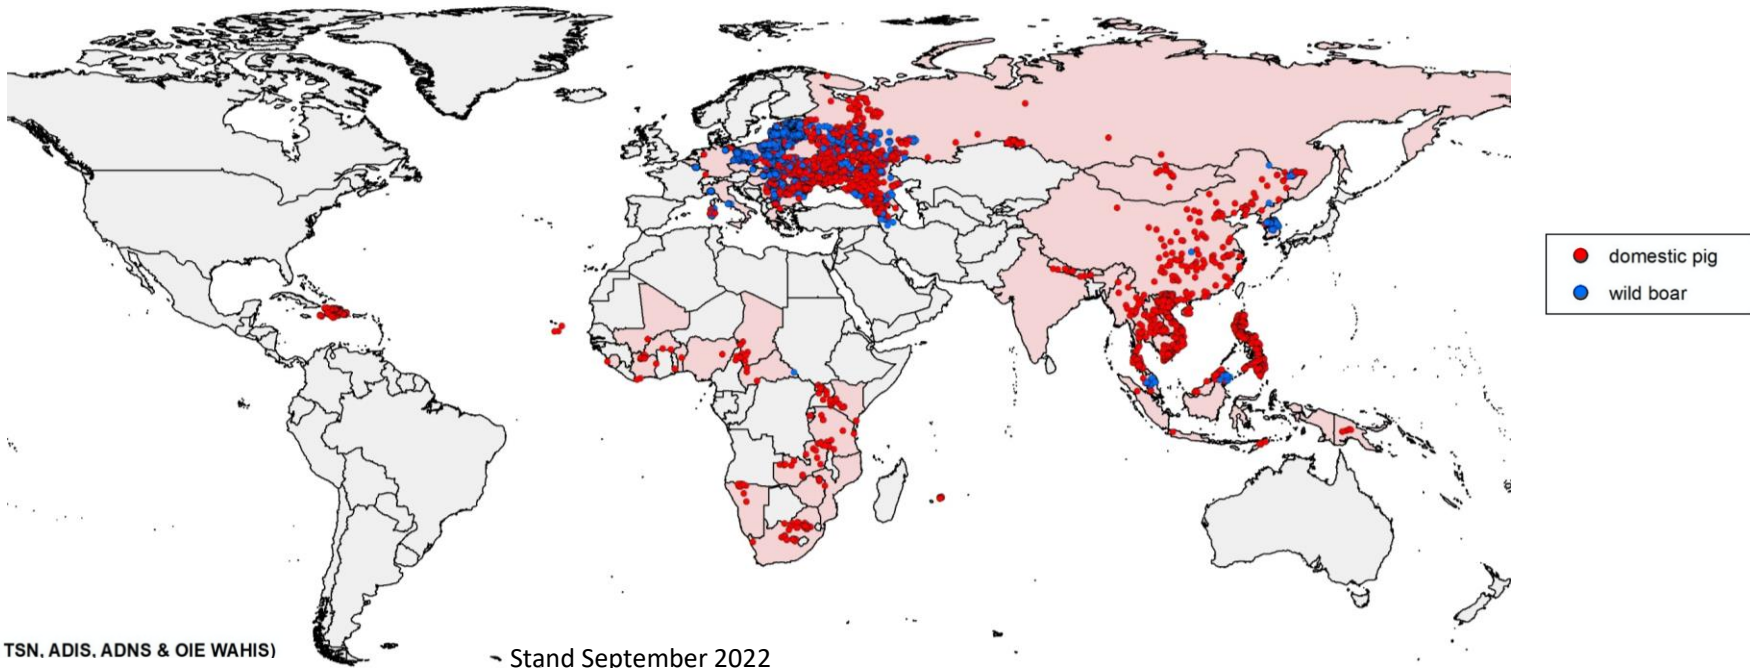 domestic pig
wild boar
TSN, ADIS, ADNS & OIE WAHIS)
Stand September 2022